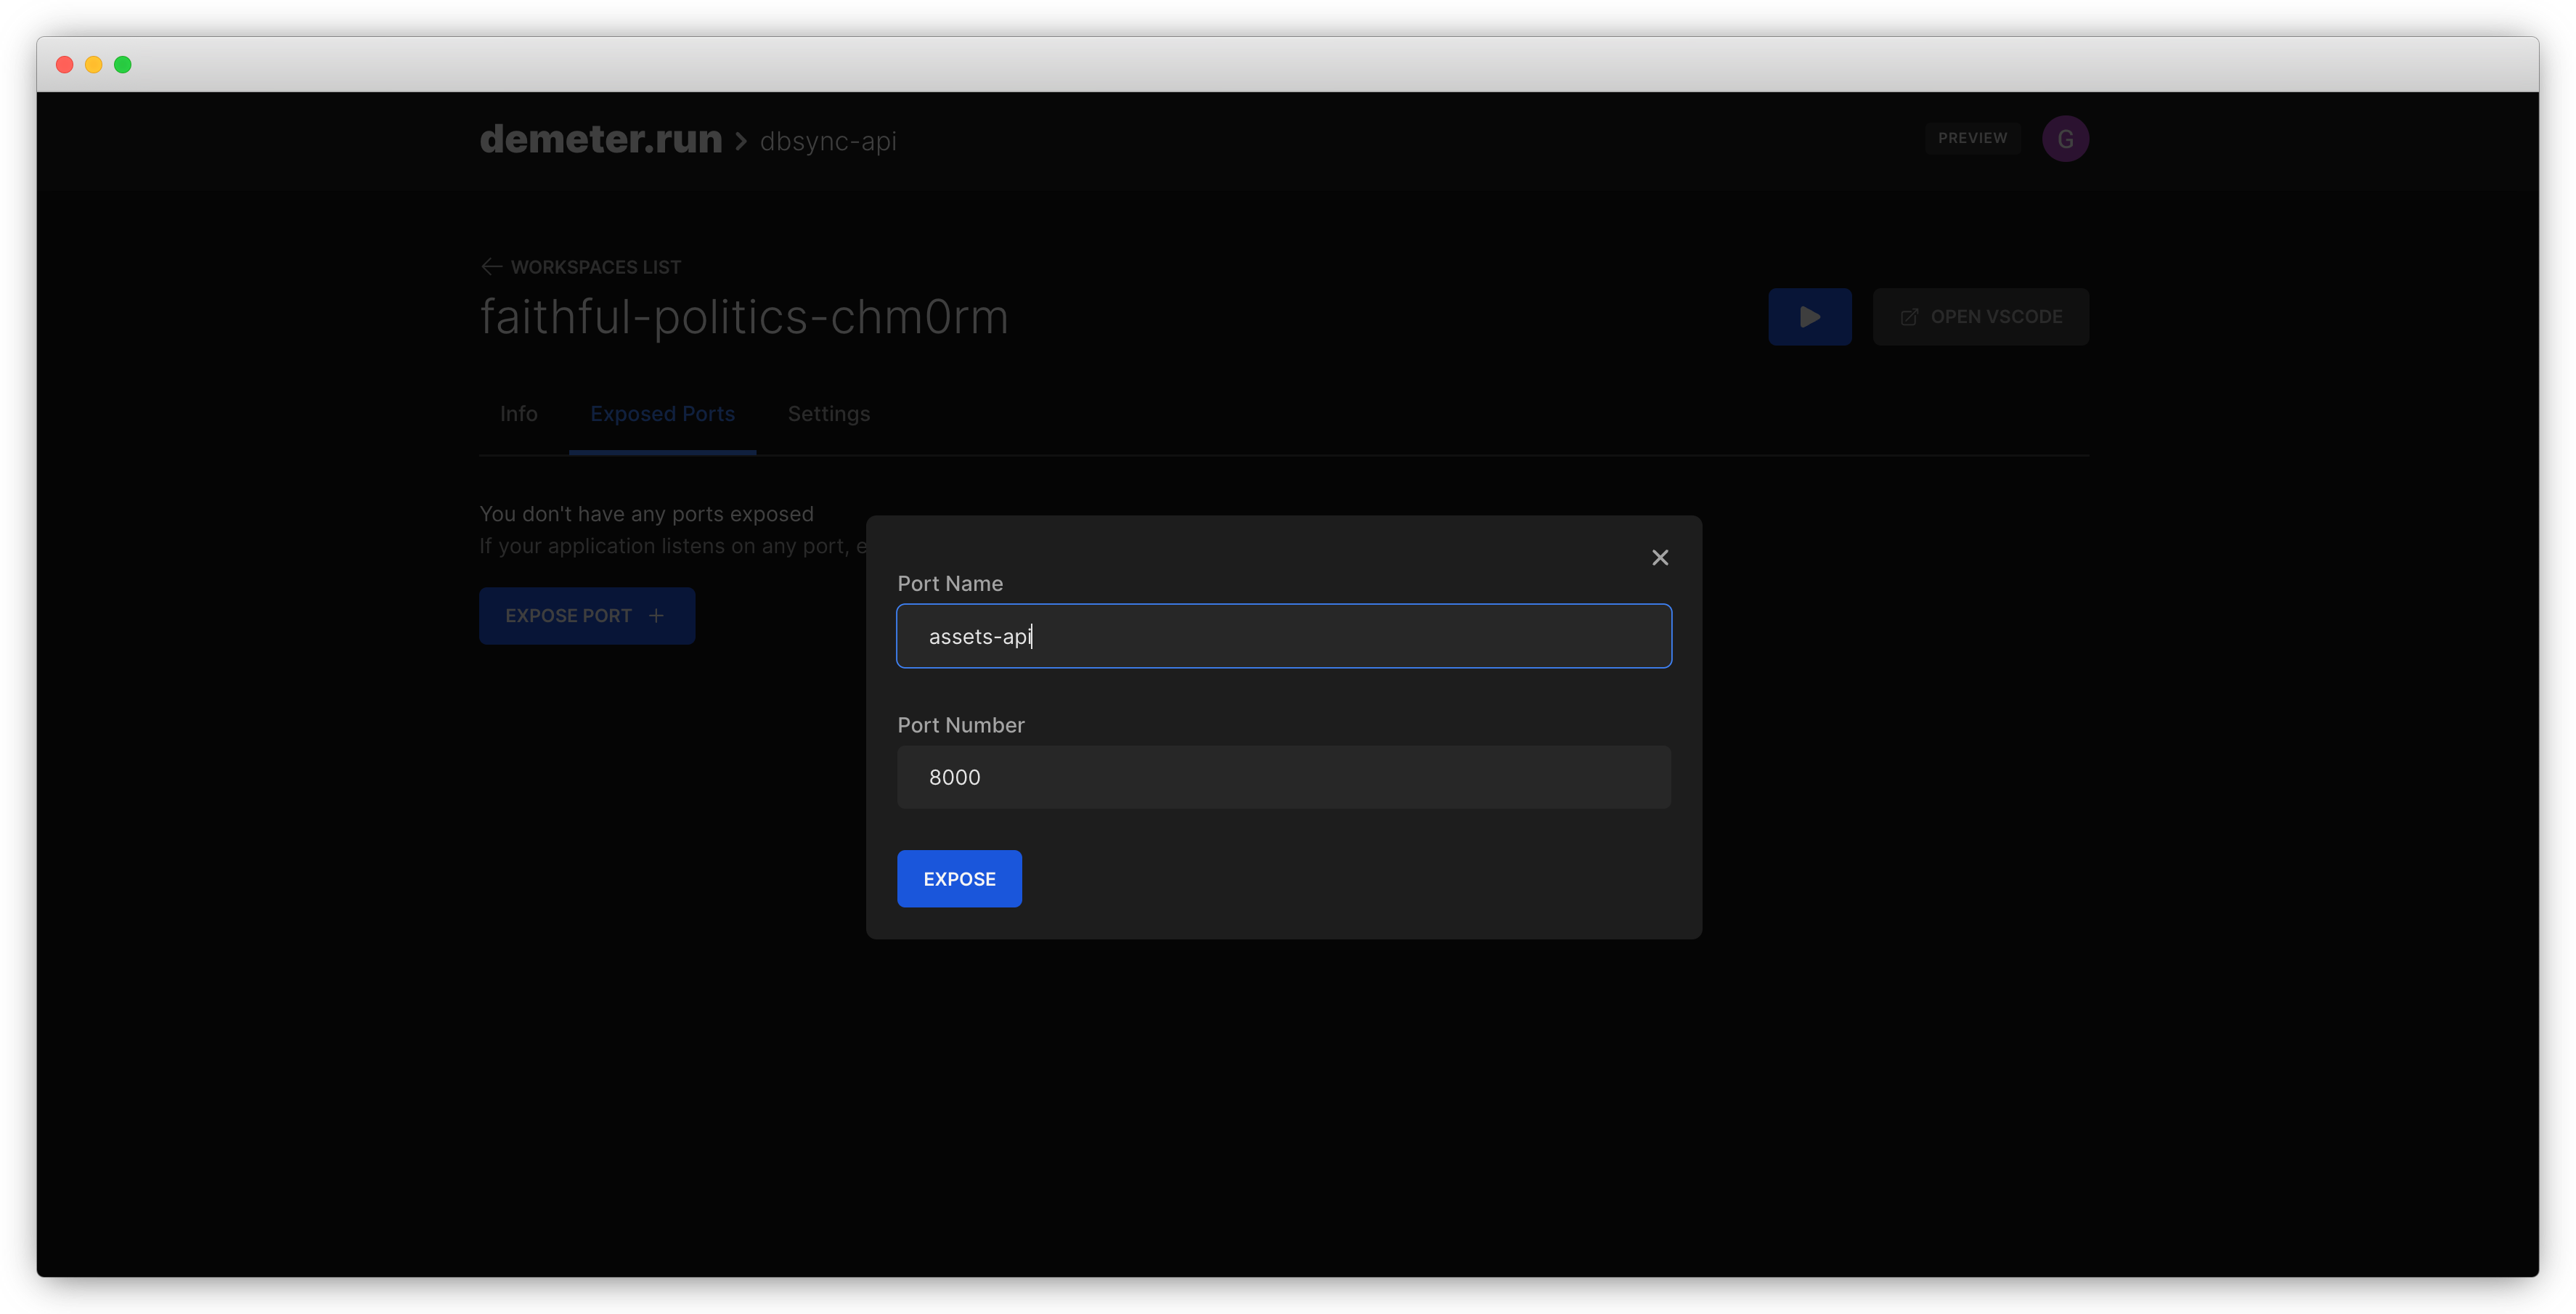 demeter.run > dbsync-api
PREVIEW
G
← WORKSPACES LIST
faithful-politics-chm0rm
OPEN VSCODE
Info
Exposed Ports
Settings
You don't have any ports exposed
If your application listens on any port, e
EXPOSE PORT +
Port Name
assets-api
Port Number
8000
EXPOSE